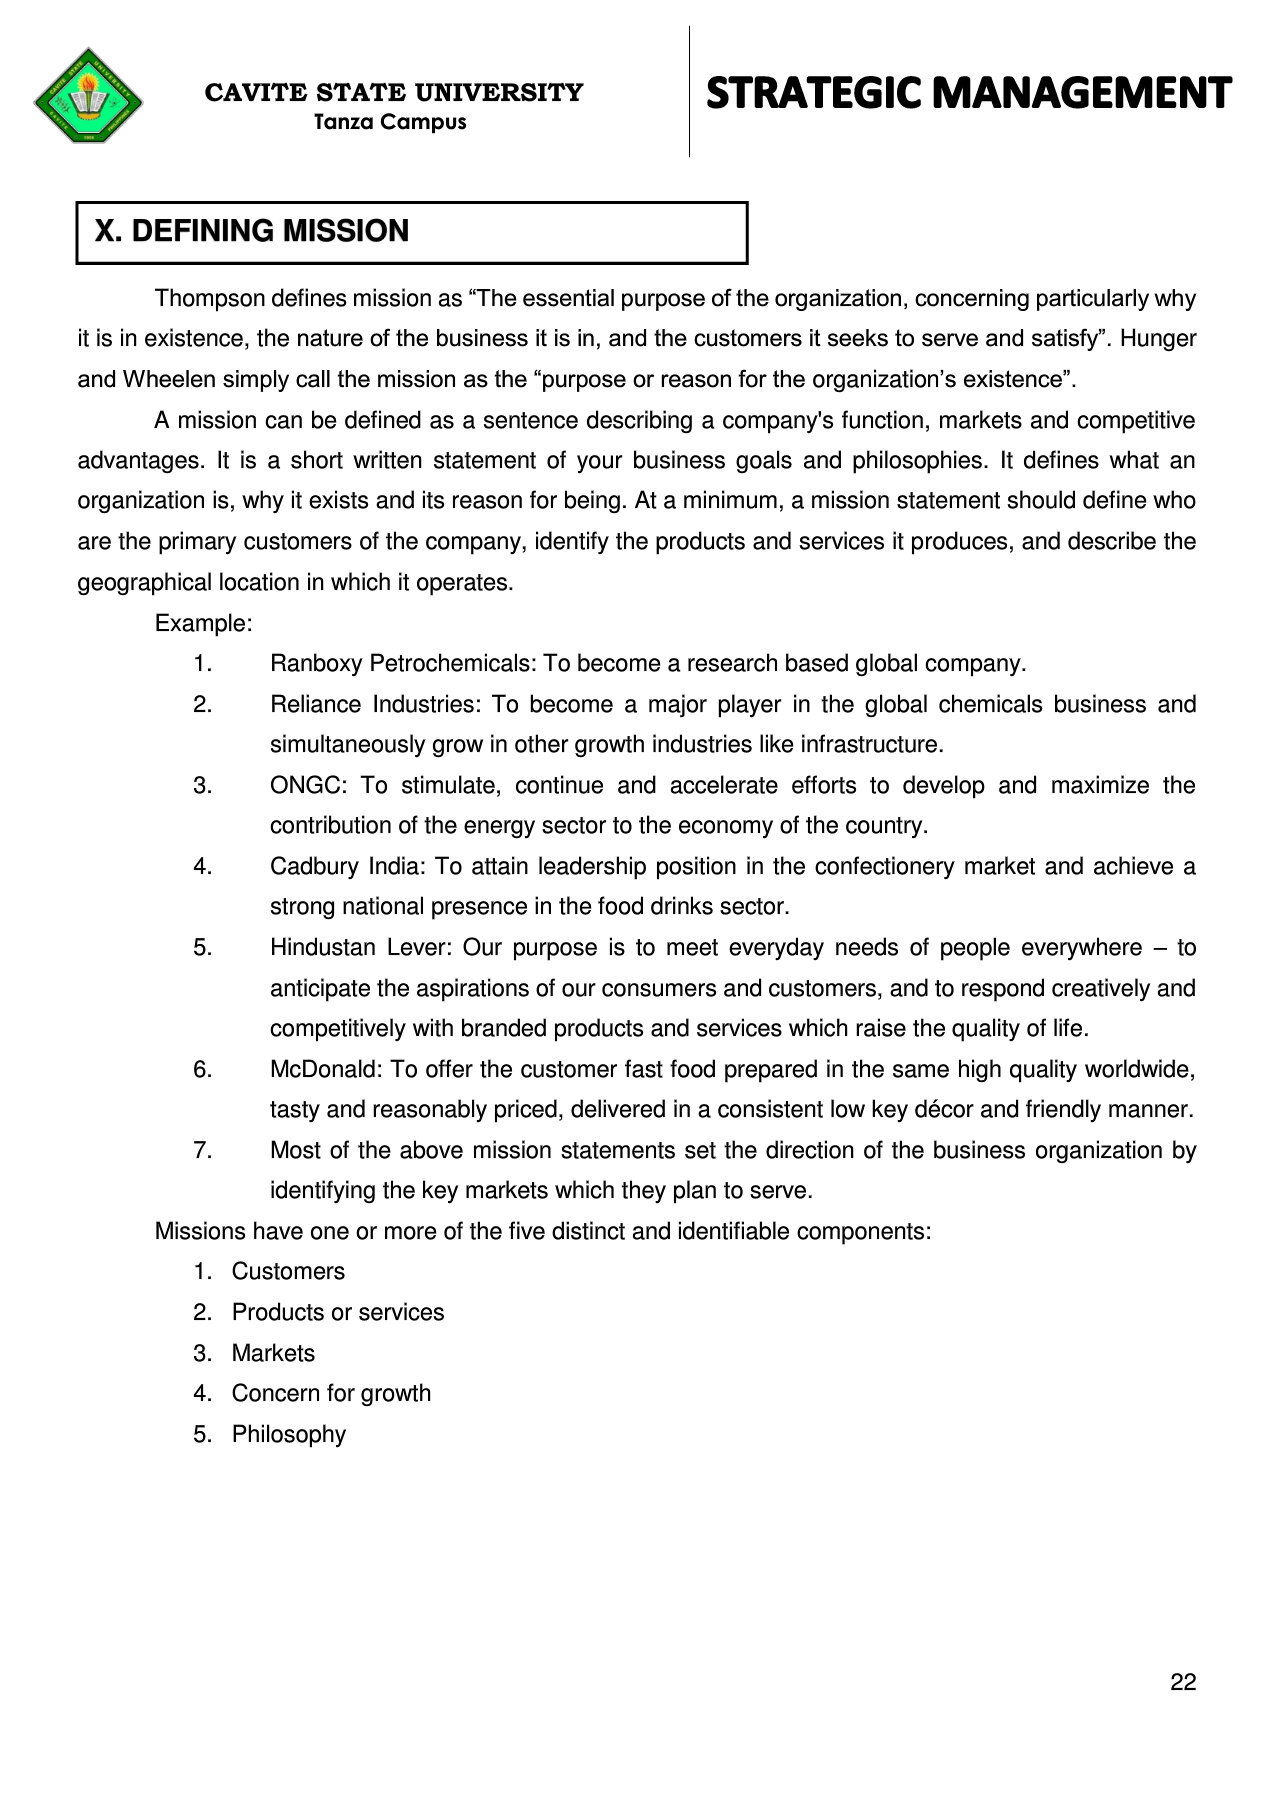 CAVITE STATE UNIVERSITY
Tanza Campus
STRATEGIC MANAGEMENT
X. DEFINING MISSION
Thompson defines mission as “The essential purpose of the organization, concerning particularly why
it is in existence, the nature of the business it is in, and the customers it seeks to serve and satisfy”. Hunger
and Wheelen simply call the mission as the “purpose or reason for the organization’s existence”.
A mission can be defined as a sentence describing a company's function, markets and competitive
advantages. It is a short written statement of your business goals and philosophies. It defines what an
organization is, why it exists and its reason for being. At a minimum, a mission statement should define who
are the primary customers of the company, identify the products and services it produces, and describe the
geographical location in which it operates.
Example:
1. Ranboxy Petrochemicals: To become a research based global company.
2. Reliance Industries: To become a major player in the global chemicals business and
simultaneously grow in other growth industries like infrastructure.
3. ONGC: To stimulate, continue and accelerate efforts to develop and maximize the
contribution of the energy sector to the economy of the country.
4. Cadbury India: To attain leadership position in the confectionery market and achieve a
strong national presence in the food drinks sector.
5. Hindustan Lever: Our purpose is to meet everyday needs of people everywhere – to
anticipate the aspirations of our consumers and customers, and to respond creatively and
competitively with branded products and services which raise the quality of life.
6. McDonald: To offer the customer fast food prepared in the same high quality worldwide,
tasty and reasonably priced, delivered in a consistent low key décor and friendly manner.
7. Most of the above mission statements set the direction of the business organization by
identifying the key markets which they plan to serve.
Missions have one or more of the five distinct and identifiable components:
1. Customers
2. Products or services
3. Markets
4. Concern for growth
5. Philosophy
22